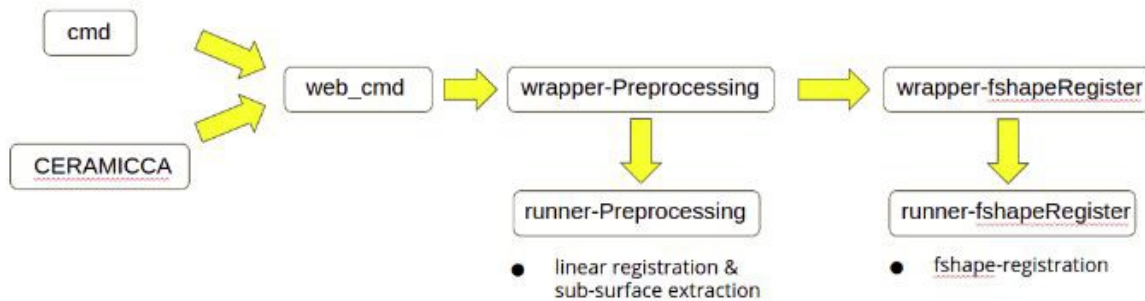 cmd
web_cmd
wrapper-Preprocessing
wrapper-fshapeRegister
CERAMICCA
runner-Preprocessing
runner-fshapeRegister
● linear registration &
sub-surface extraction
● fshape-registration